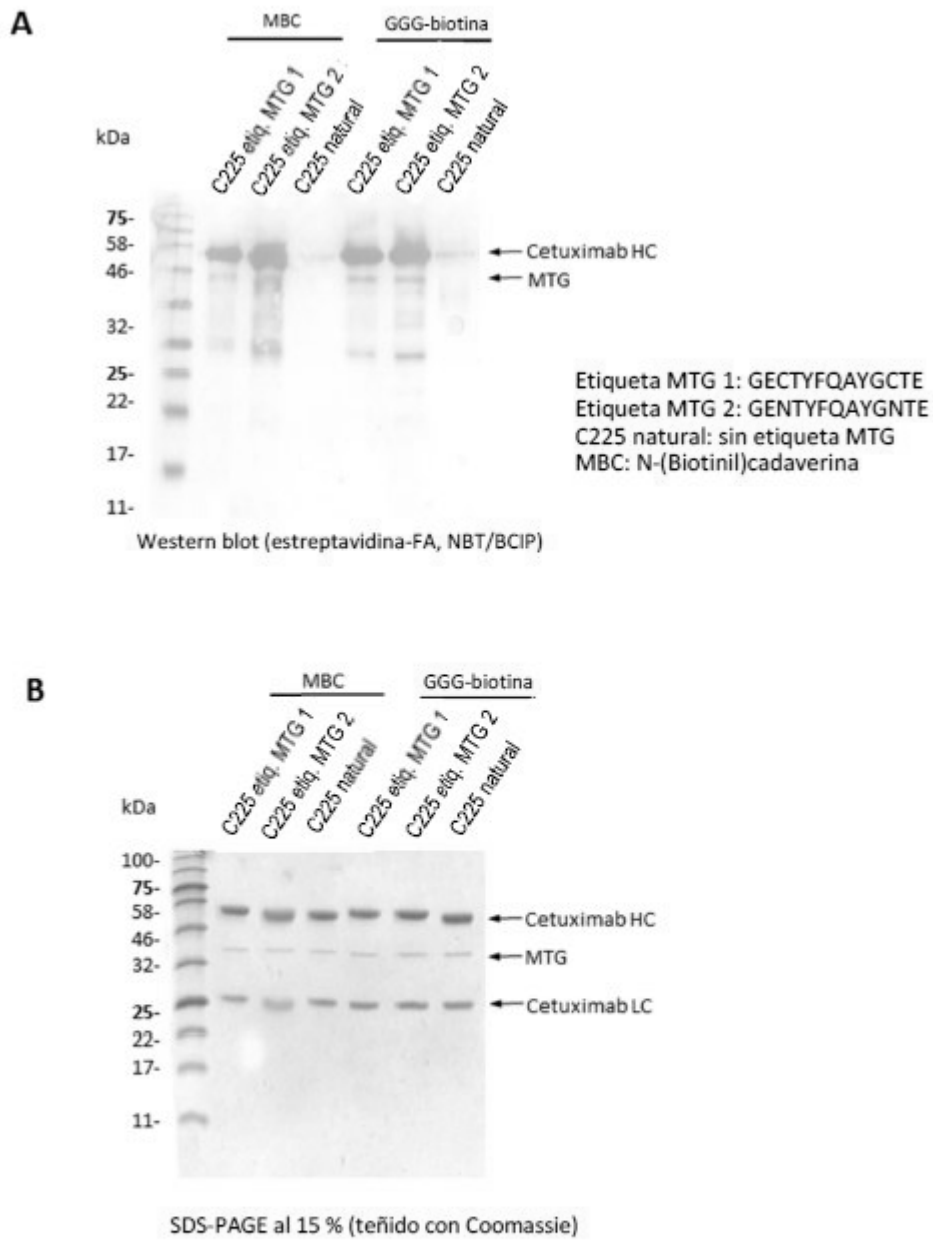 A
MBC
GGG-biotina
C225 etiq. MTG 1
C225 etiq. MTG 2
C225 natural
C225 etiq. MTG 1
C225 etiq. MTG 2
C225 natural
kDa
75-
58-
46-
32-
25-
22-
17-
11-
Cetuximab HC
MTG
Etiqueta MTG 1: GECTYFQAYGCTE
Etiqueta MTG 2: GENTYFQAYGNTE
C225 natural: sin etiqueta MTG
MBC: N-(Biotinil)cadaverina
Western blot (estreptavidina-FA, NBT/BCIP)
B
MBC
GGG-biotina
C225 etiq. MTG 1
C225 etiq. MTG 2
C225 natural
C225 etiq. MTG 1
C225 etiq. MTG 2
C225 natural
kDa
100-
75-
58-
46-
32-
25-
22-
17-
11-
Cetuximab HC
MTG
Cetuximab LC
SDS-PAGE al 15 % (teñido con Coomassie)